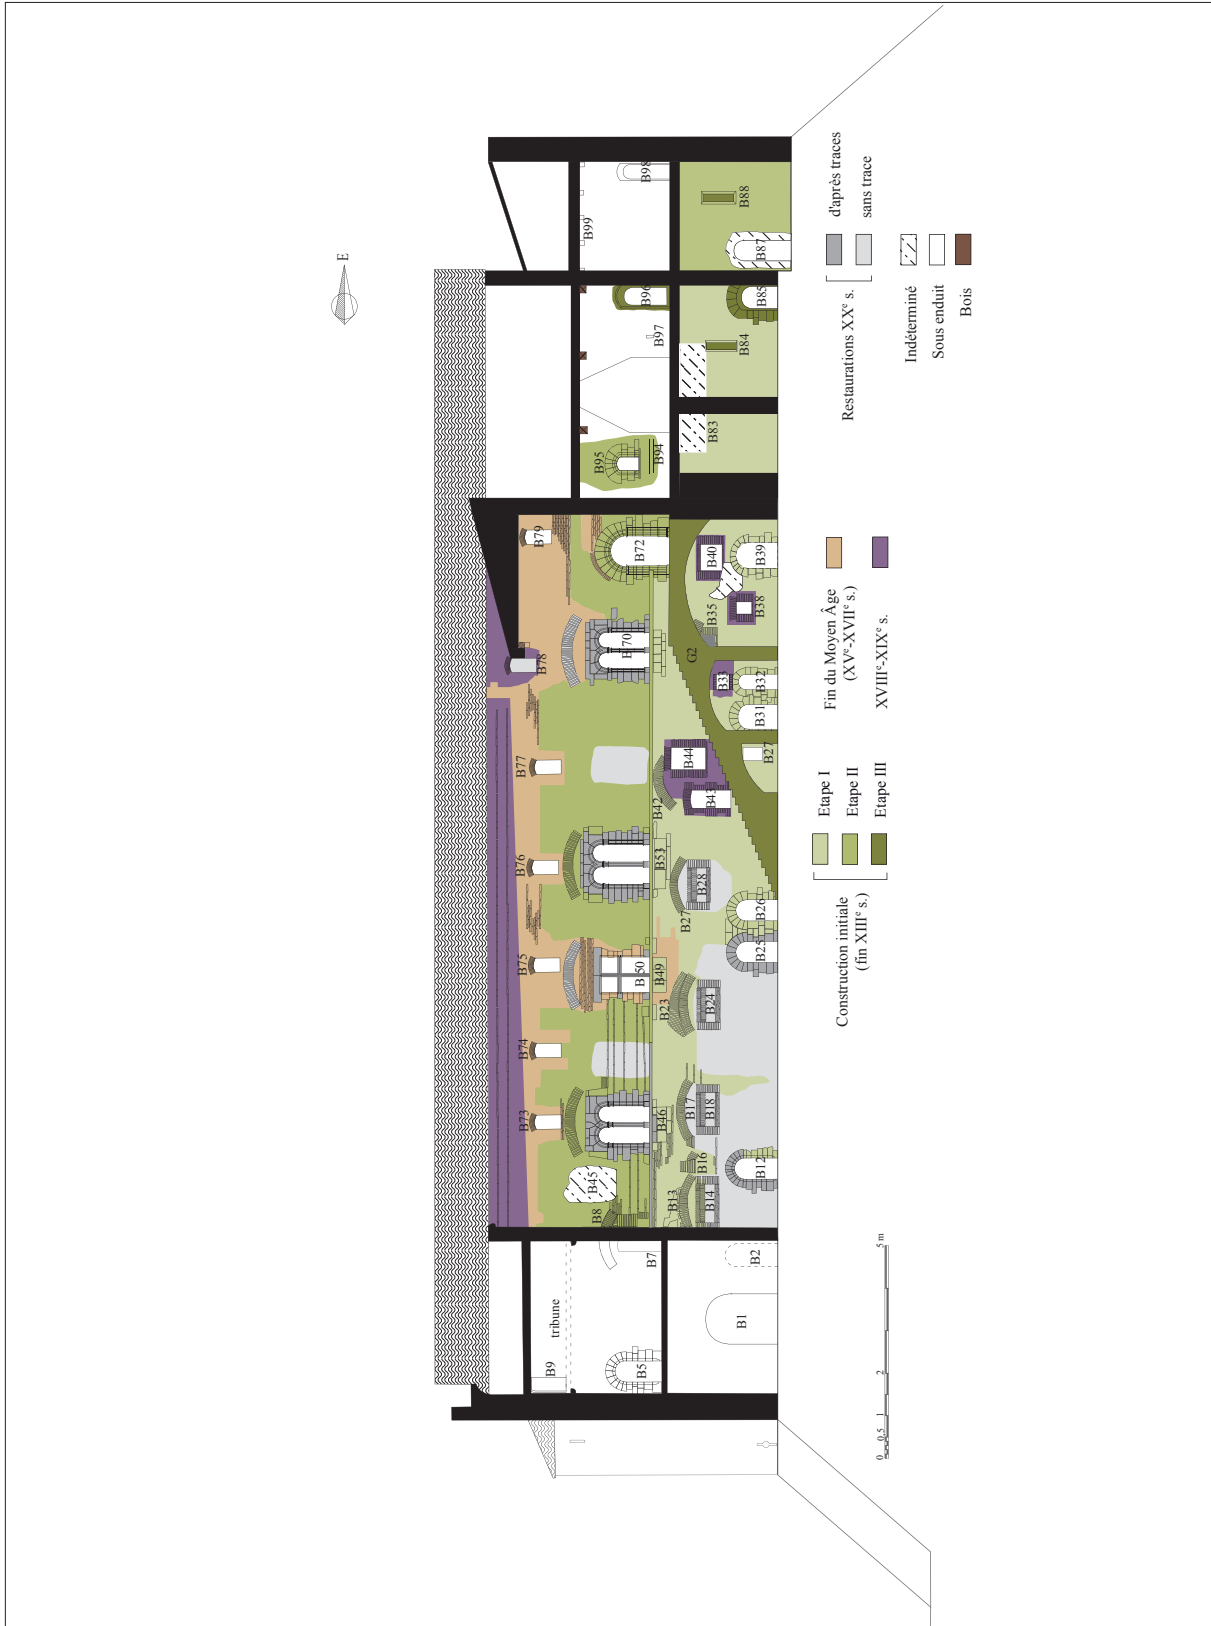 E
B99
B98
B88
B87
B96
B97
B95
B94
B85
B84
B83
B79
B78
B77
B76
B75
B74
B73
B72
B70
B53
B50
B49
B46
B45
B8
B40
B39
B38
B35
G2
B33
B32
B31
B27
B44
B43
B42
B28
B27
B26
B25
B24
B23
B18
B17
B16
B14
B13
B12
tribune
B9
B7
B5
B2
B1
0 0,5 1 2 5 m
Construction initiale
(fin XIIIe s.)
Etape I
Etape II
Etape III
Fin du Moyen Âge
(XVe-XVIIe s.)
XVIIIe-XIXe s.
Restaurations XXe s.
d'après traces
sans trace
Indéterminé
Sous enduit
Bois